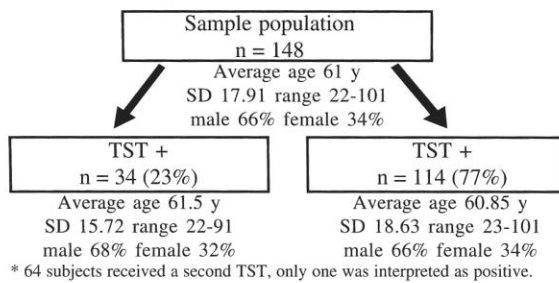 Sample population
n = 148
Average age 61 y
SD 17.91 range 22-101
male 66% female 34%
TST +
n = 34 (23%)
Average age 61.5 y
SD 15.72 range 22-91
male 68% female 32%
TST +
n = 114 (77%)
Average age 60.85 y
SD 18.63 range 23-101
male 66% female 34%
* 64 subjects received a second TST, only one was interpreted as positive.